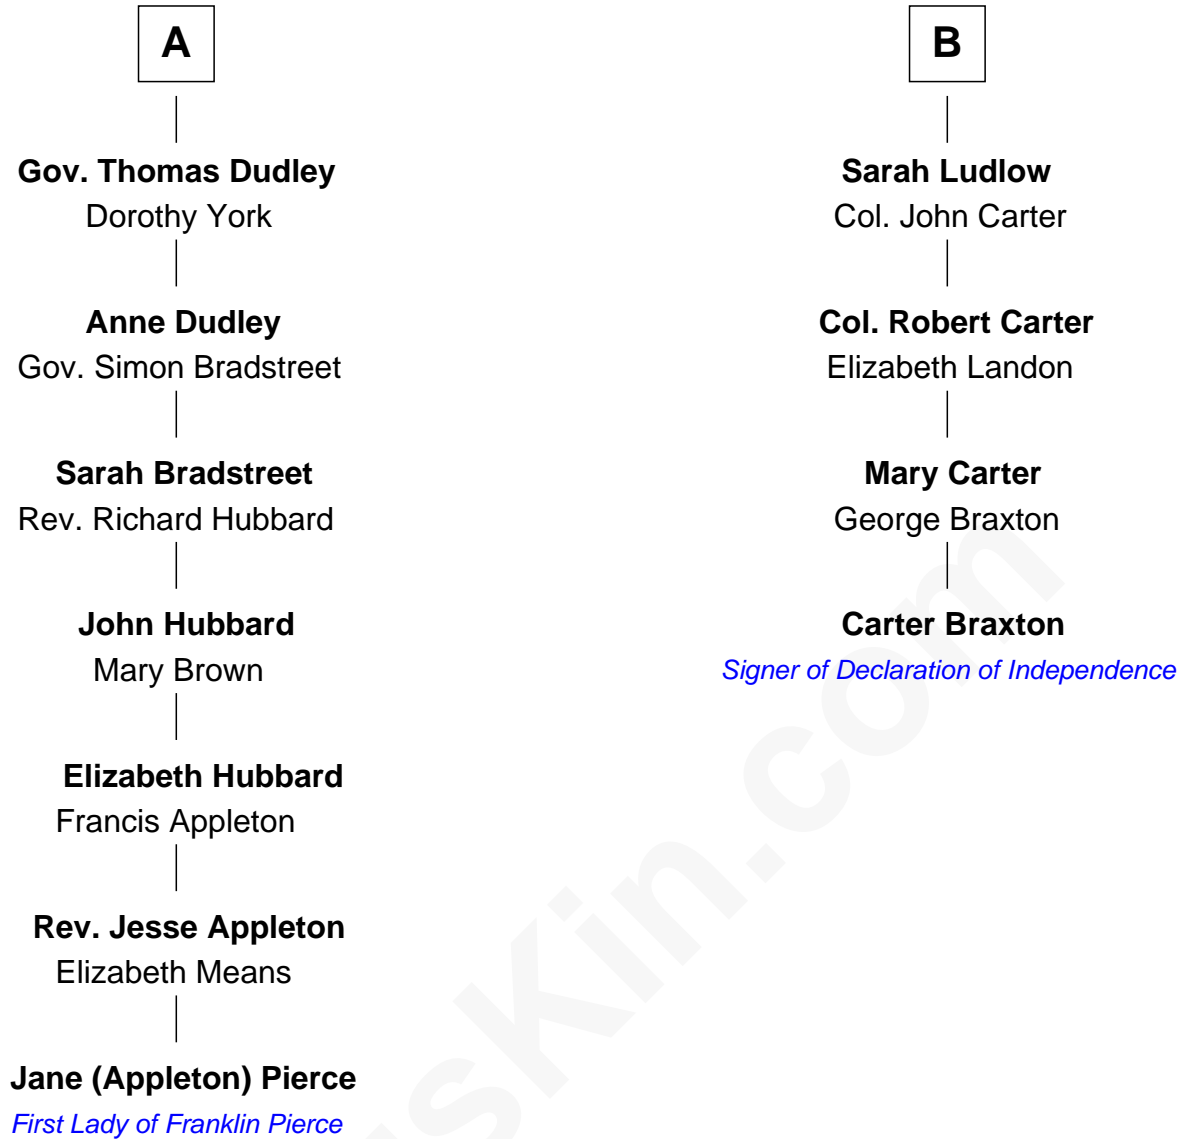 A
Gov. Thomas Dudley
Dorothy York
Anne Dudley
Gov. Simon Bradstreet
Sarah Bradstreet
Rev. Richard Hubbard
John Hubbard
Mary Brown
Elizabeth Hubbard
Francis Appleton
Rev. Jesse Appleton
Elizabeth Means
Jane (Appleton) Pierce
First Lady of Franklin Pierce
B
Sarah Ludlow
Col. John Carter
Col. Robert Carter
Elizabeth Landon
Mary Carter
George Braxton
Carter Braxton
Signer of Declaration of Independence
usKin.com